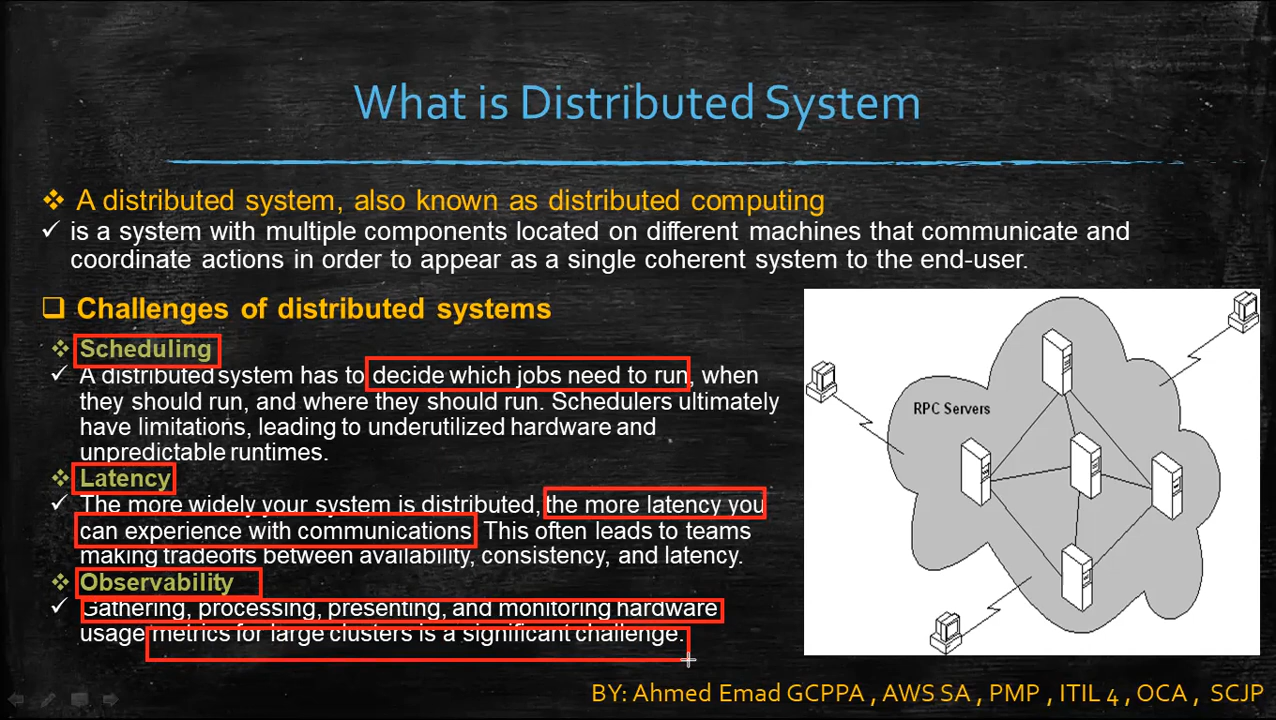 What is Distributed System
A distributed system, also known as distributed computing
is a system with multiple components located on different machines that communicate and
coordinate actions in order to appear as a single coherent system to the end-user.
Challenges of distributed systems
Scheduling
A distributed system has to decide which jobs need to run, when
they should run, and where they should run. Schedulers ultimately
have limitations, leading to underutilized hardware and
unpredictable runtimes.
Latency
The more widely your system is distributed, the more latency you
can experience with communications. This often leads to teams
making tradeoffs between availability, consistency, and latency.
Observability
Gathering, processing, presenting, and monitoring hardware
usage metrics for large clusters is a significant challenge.
RPC Servers
BY: Ahmed Emad GCPPA , AWS SA , PMP , ITIL 4 , OCA , SCJP